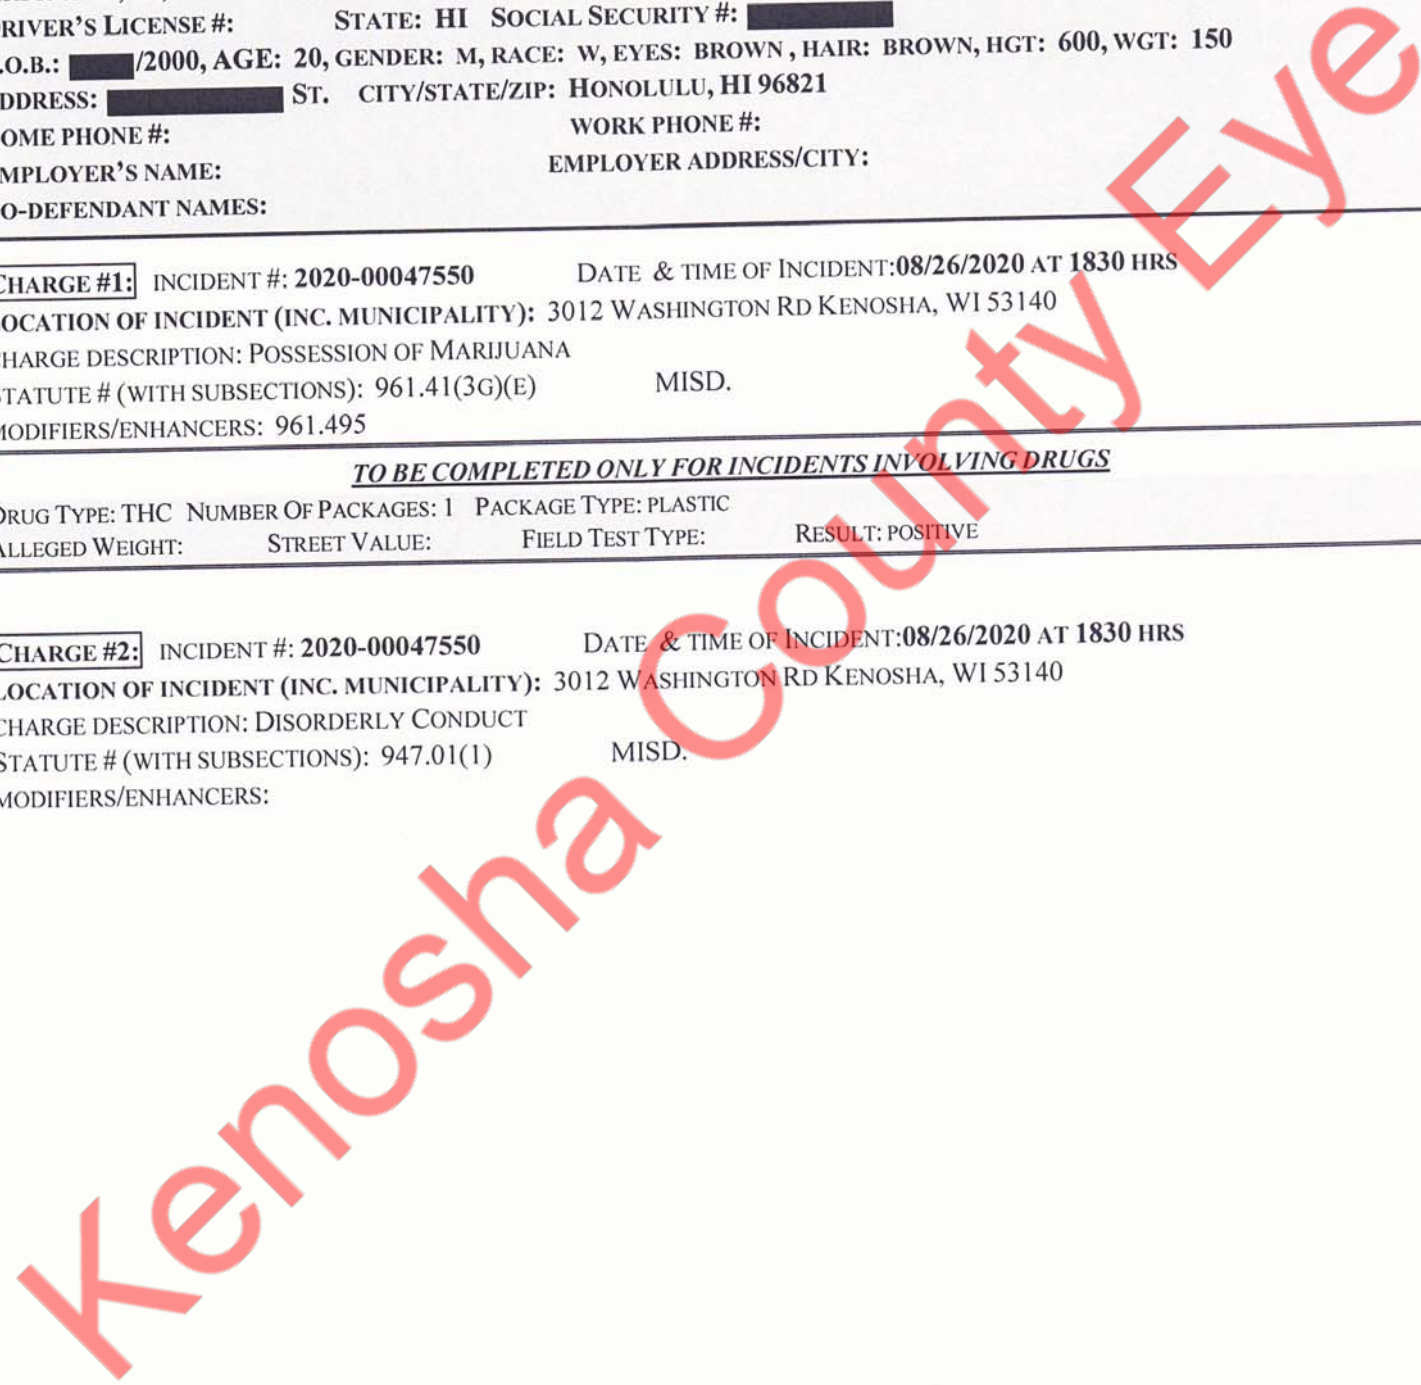 RIVER'S LICENSE #: STATE: HI SOCIAL SECURITY #:
.O.B.: /2000, AGE: 20, GENDER: M, RACE: W, EYES: BROWN , HAIR: BROWN, HGT: 600, WGT: 150
DDRESS: ST. CITY/STATE/ZIP: HONOLULU, HI 96821
OME PHONE #: WORK PHONE #:
MPLOYER'S NAME: EMPLOYER ADDRESS/CITY:
O-DEFENDANT NAMES:
CHARGE #1: INCIDENT #: 2020-00047550 DATE & TIME OF INCIDENT:08/26/2020 AT 1830 HRS
LOCATION OF INCIDENT (INC. MUNICIPALITY): 3012 WASHINGTON RD KENOSHA, WI 53140
CHARGE DESCRIPTION: POSSESSION OF MARIJUANA
STATUTE # (WITH SUBSECTIONS): 961.41(3G)(E) MISD.
MODIFIERS/ENHANCERS: 961.495
TO BE COMPLETED ONLY FOR INCIDENTS INVOLVING DRUGS
DRUG TYPE: THC NUMBER OF PACKAGES: 1 PACKAGE TYPE: PLASTIC
ALLEGED WEIGHT: STREET VALUE: FIELD TEST TYPE: RESULT: POSITIVE
CHARGE #2: INCIDENT #: 2020-00047550 DATE & TIME OF INCIDENT:08/26/2020 AT 1830 HRS
LOCATION OF INCIDENT (INC. MUNICIPALITY): 3012 WASHINGTON RD KENOSHA, WI 53140
CHARGE DESCRIPTION: DISORDERLY CONDUCT
STATUTE # (WITH SUBSECTIONS): 947.01(1) MISD.
MODIFIERS/ENHANCERS:
Kenosha County Eye